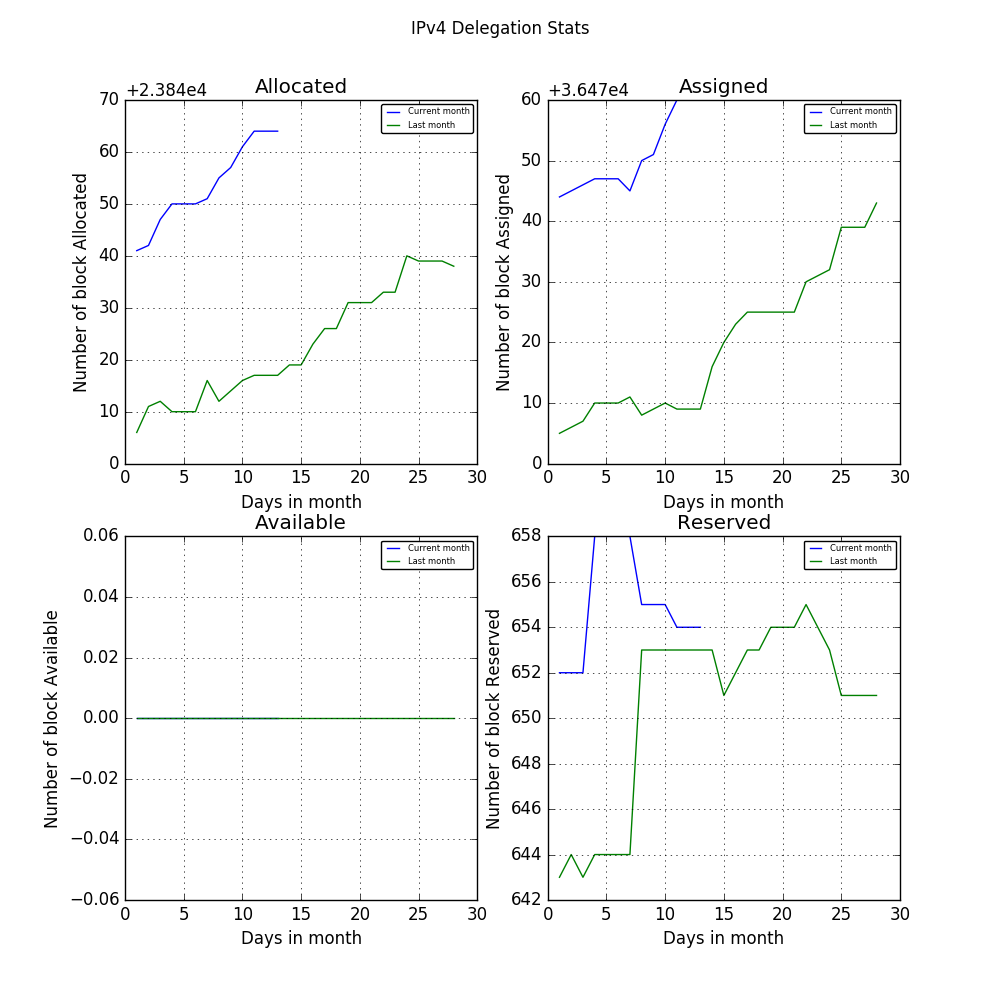 IPv4 Delegation Stats
+2.384e4
Allocated
70
60
50
40
30
20
10
0
Number of block Allocated
Current month
Last month
0 5 10 15 20 25 30
Days in month
+3.647e4
Assigned
60
50
40
30
20
10
0
Number of block Assigned
Current month
Last month
0 5 10 15 20 25 30
Days in month
Available
0.06
0.04
0.02
0.00
−0.02
−0.04
−0.06
Number of block Available
Current month
Last month
0 5 10 15 20 25 30
Days in month
Reserved
658
656
654
652
650
648
646
644
642
Number of block Reserved
Current month
Last month
0 5 10 15 20 25 30
Days in month